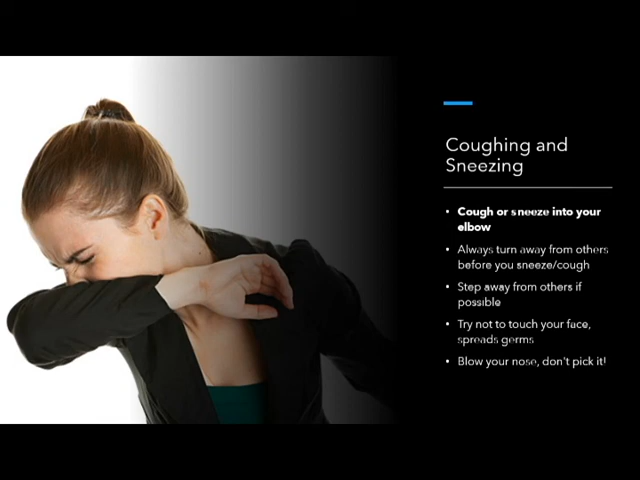 Coughing and
Sneezing
• Cough or sneeze into your
elbow
• Always turn away from others
before you sneeze/cough
• Step away from others if
possible
• Try not to touch your face,
spreads germs
• Blow your nose, don't pick it!